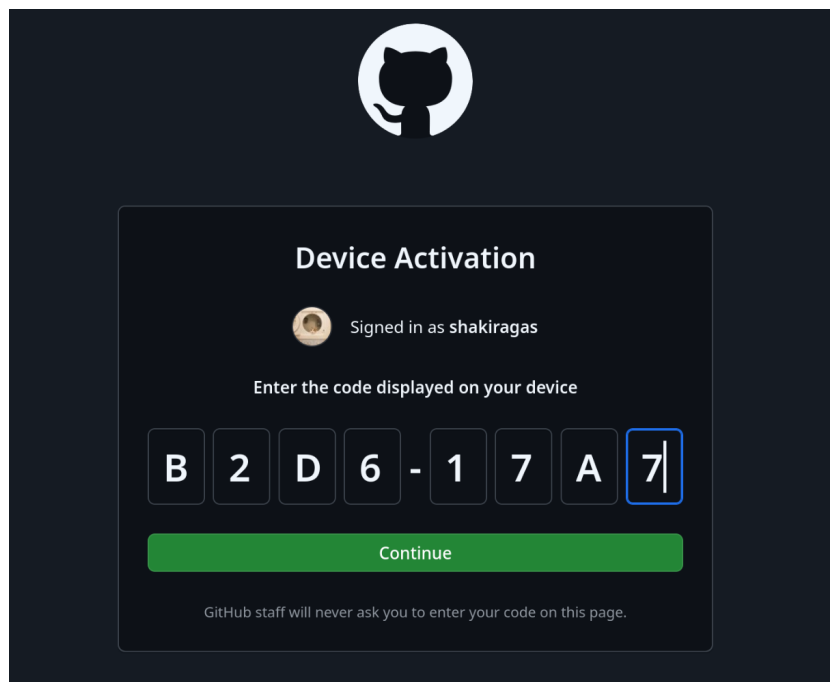 Device Activation
Signed in as shakiragas
Enter the code displayed on your device
B 2 D 6 - 1 7 A 7
Continue
GitHub staff will never ask you to enter your code on this page.